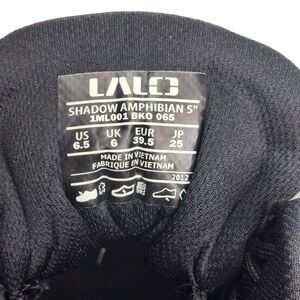 LALO
SHADOW AMPHIBIAN 5"
1ML001 BKO 065
US UK EUR JP
6.5 6 39.5 25
MADE IN VIETNAM
FABRIQUE EN VIETNAM
2012